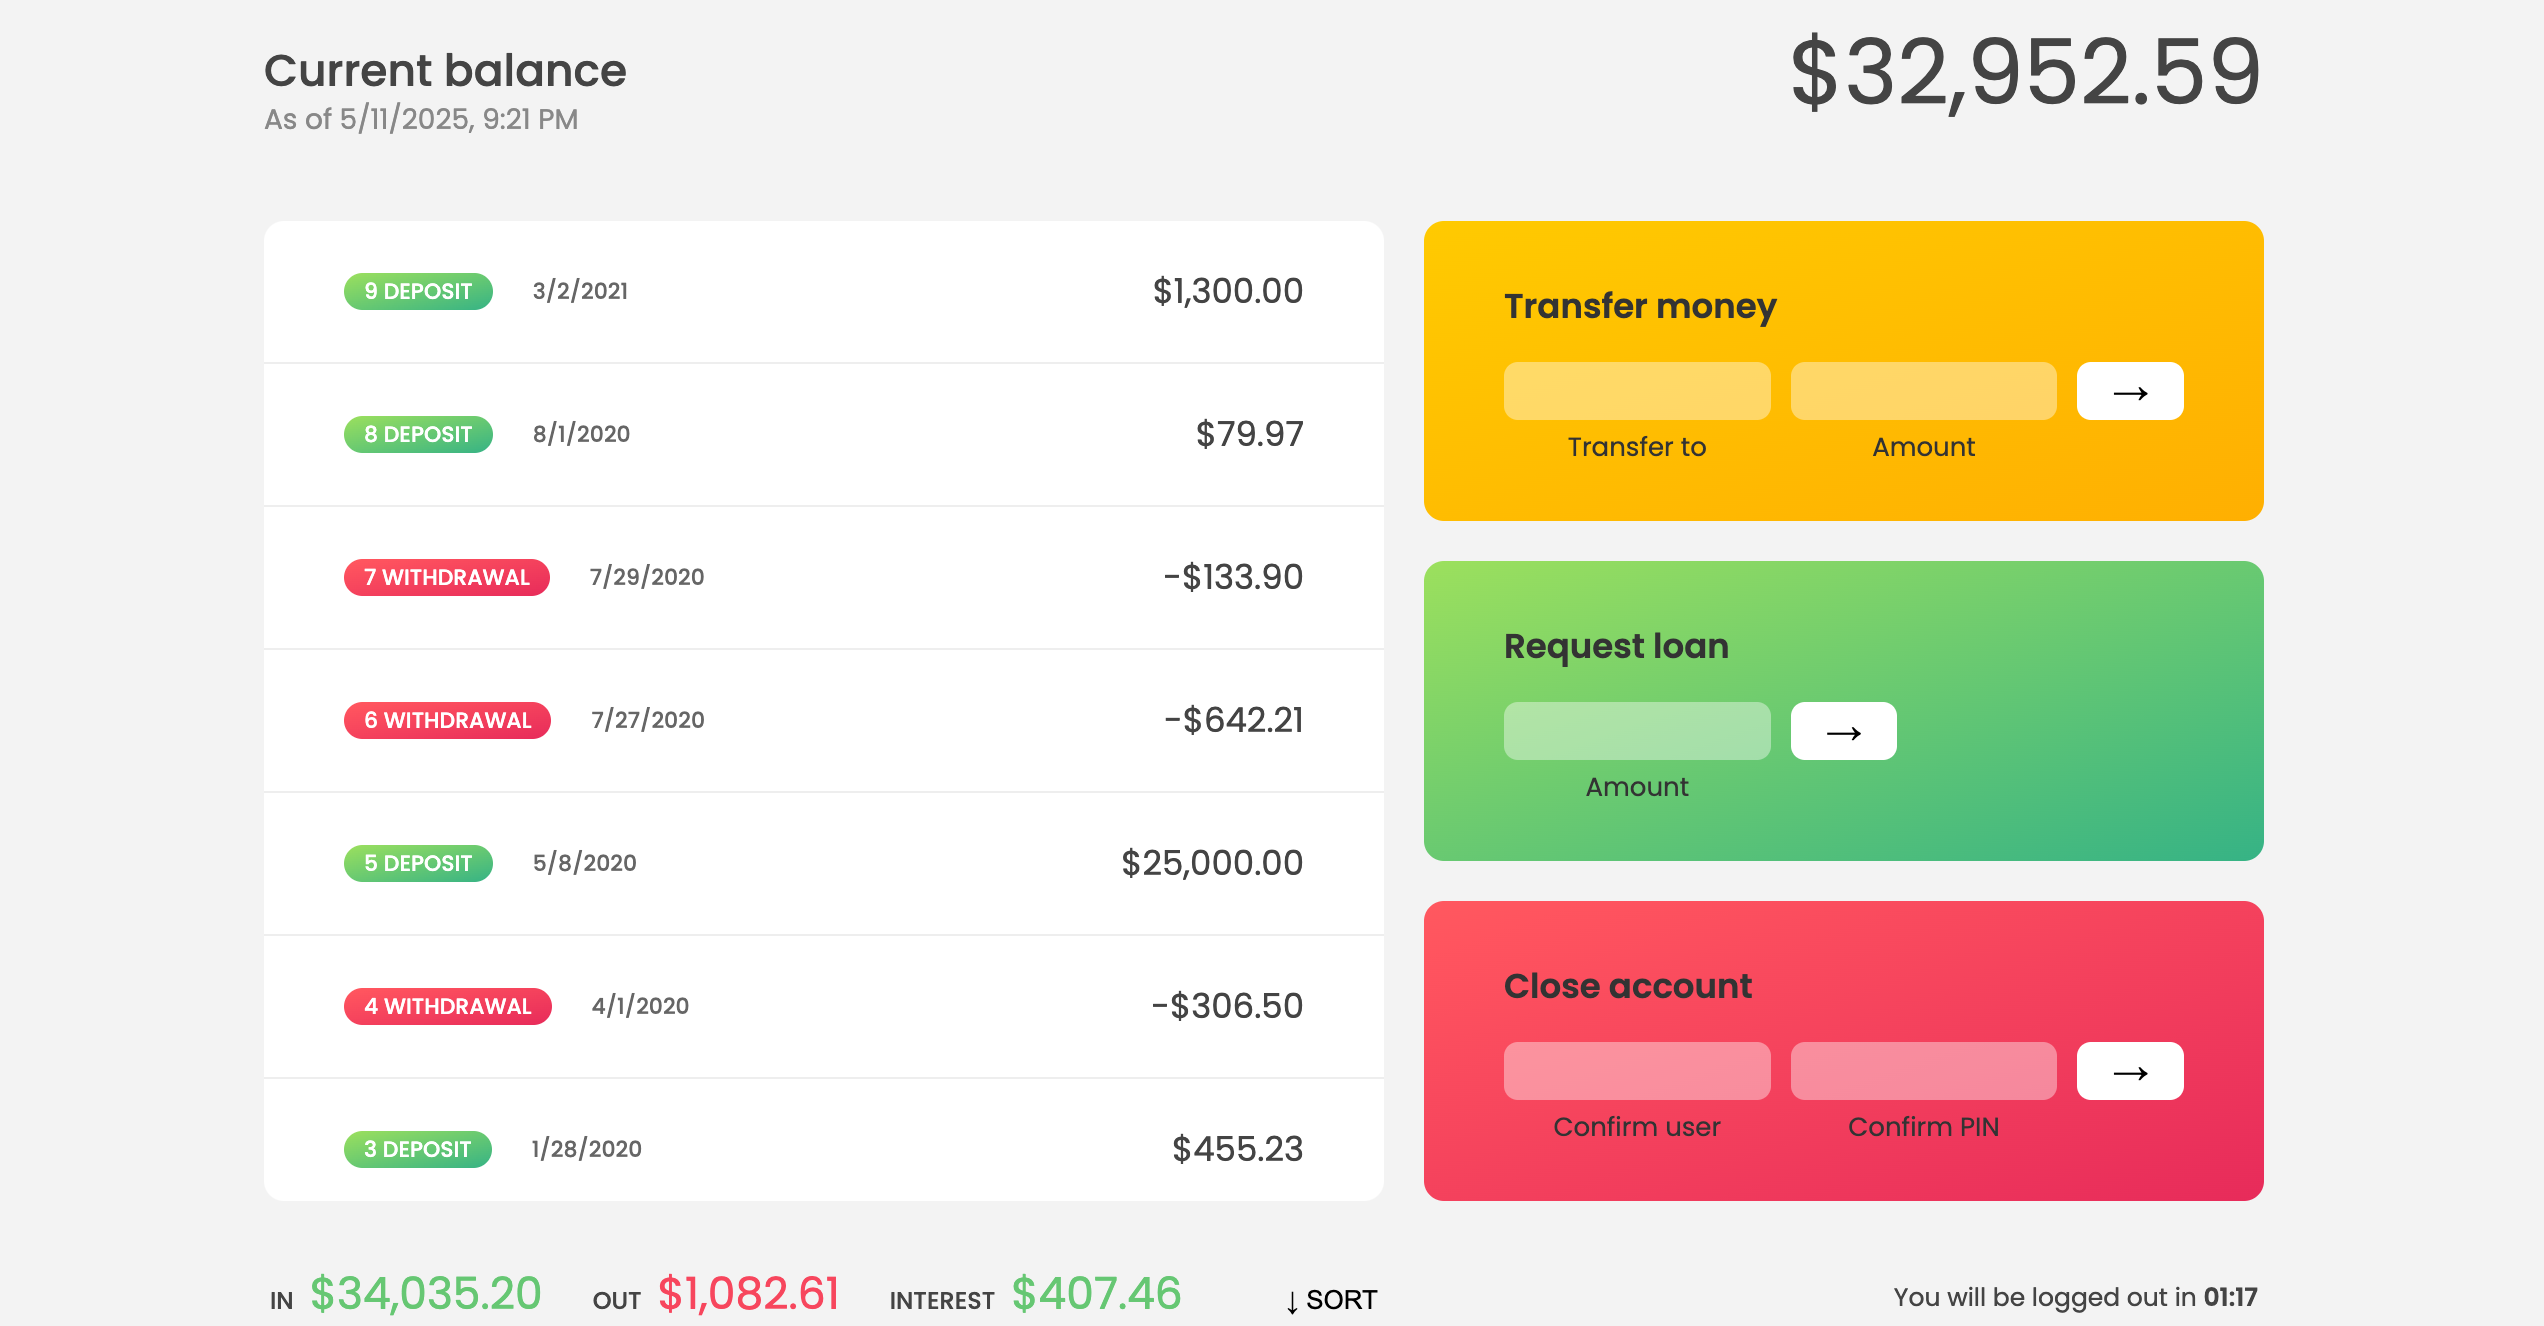 Current balance
As of 5/11/2025, 9:21 PM
$32,952.59
9 DEPOSIT 3/2/2021 $1,300.00
8 DEPOSIT 8/1/2020 $79.97
7 WITHDRAWAL 7/29/2020 -$133.90
6 WITHDRAWAL 7/27/2020 -$642.21
5 DEPOSIT 5/8/2020 $25,000.00
4 WITHDRAWAL 4/1/2020 -$306.50
3 DEPOSIT 1/28/2020 $455.23
Transfer money
→
Transfer to Amount
Request loan
→
Amount
Close account
→
Confirm user Confirm PIN
IN $34,035.20 OUT $1,082.61 INTEREST $407.46 ↓ SORT
You will be logged out in 01:17